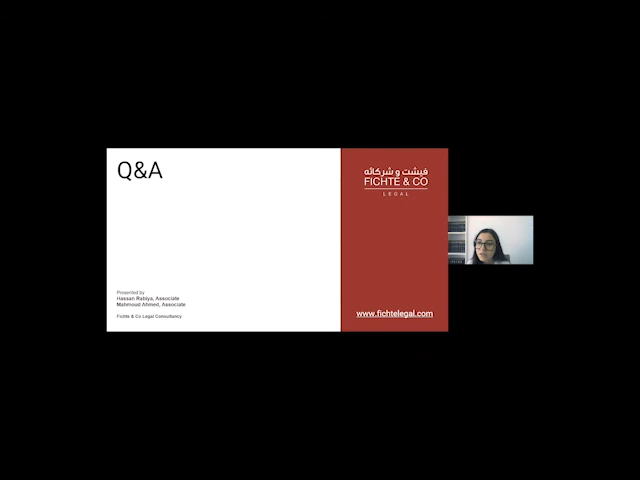 Q&A
Presented by
Hassan Rabiya, Associate
Mahmoud Ahmed, Associate
Fichte & Co Legal Consultancy
فيشت و شركائه
FICHTE & CO
LEGAL
www.fichtelegal.com